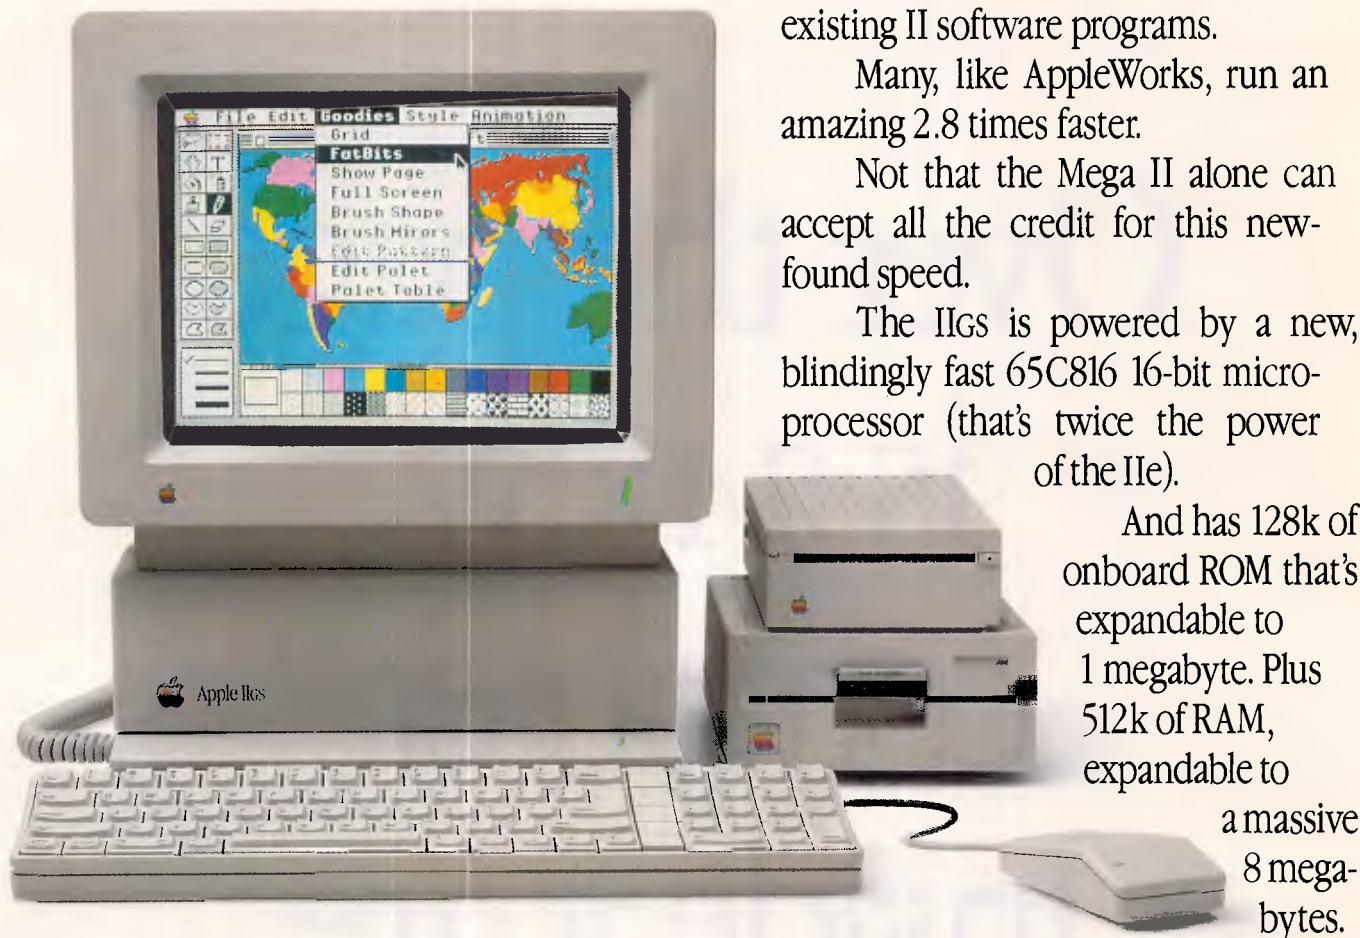 existing II software programs.
Many, like AppleWorks, run an
amazing 2.8 times faster.
Not that the Mega II alone can
accept all the credit for this new-
found speed.
The IIGS is powered by a new,
blindingly fast 65C816 16-bit micro-
processor (that's twice the power
of the IIe).
And has 128k of
onboard ROM that's
expandable to
1 megabyte. Plus
512k of RAM,
expandable to
a massive
8 mega-
bytes.
File Edit Goodies Style Animation
Grid
FatBits
Show Page
Full Screen
Brush Shape
Brush Mirors
Edit Pattern
Edit Palet
Palet Table
T
Apple IIGS